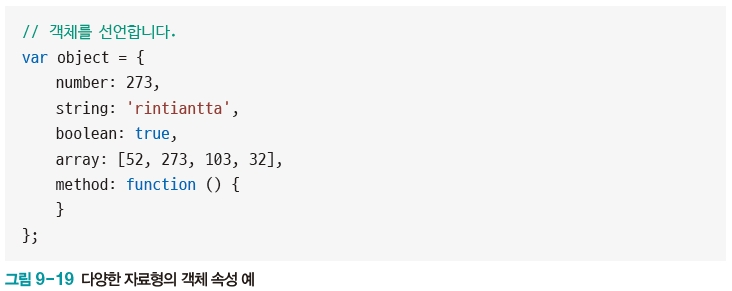 // 객체를 선언합니다.
var object = {
    number: 273,
    string: 'rintiantta',
    boolean: true,
    array: [52, 273, 103, 32],
    method: function () {
    }
};
그림 9-19 다양한 자료형의 객체 속성 예